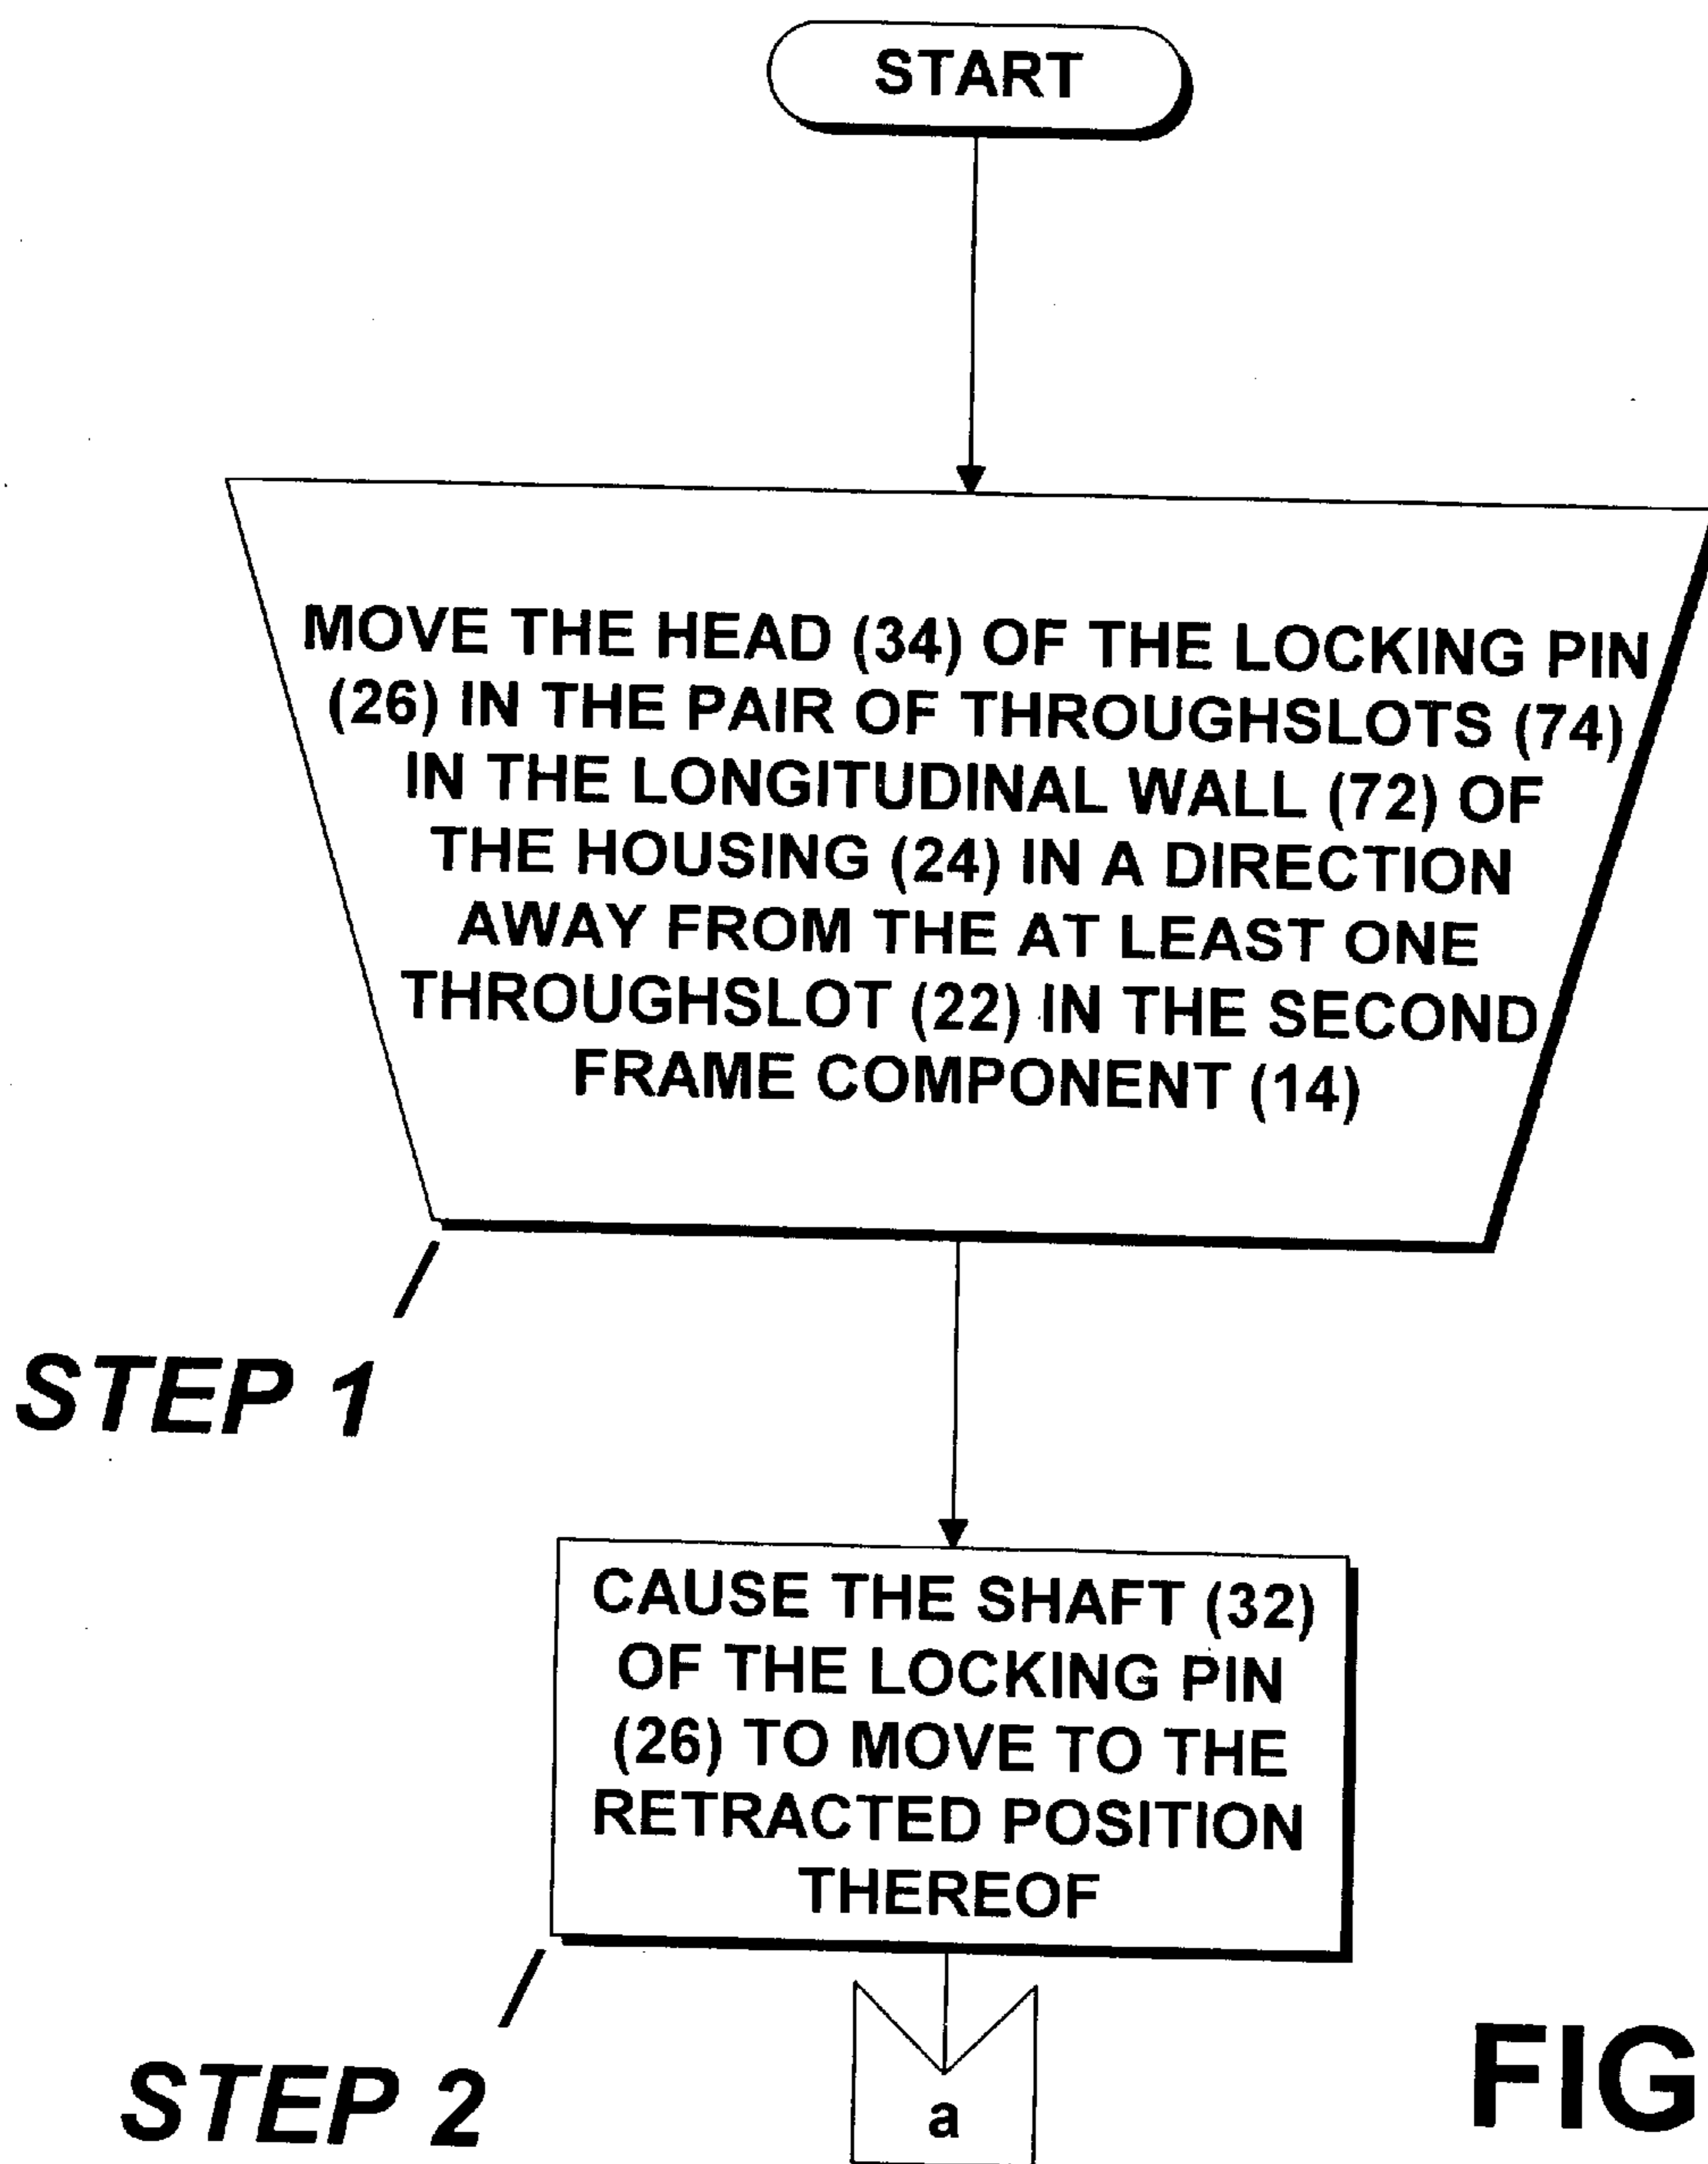 START
MOVE THE HEAD (34) OF THE LOCKING PIN
(26) IN THE PAIR OF THROUGHSLOTS (74)
IN THE LONGITUDINAL WALL (72) OF
THE HOUSING (24) IN A DIRECTION
AWAY FROM THE AT LEAST ONE
THROUGHSLOT (22) IN THE SECOND
FRAME COMPONENT (14)
STEP 1
CAUSE THE SHAFT (32)
OF THE LOCKING PIN
(26) TO MOVE TO THE
RETRACTED POSITION
THEREOF
STEP 2
a
FIG